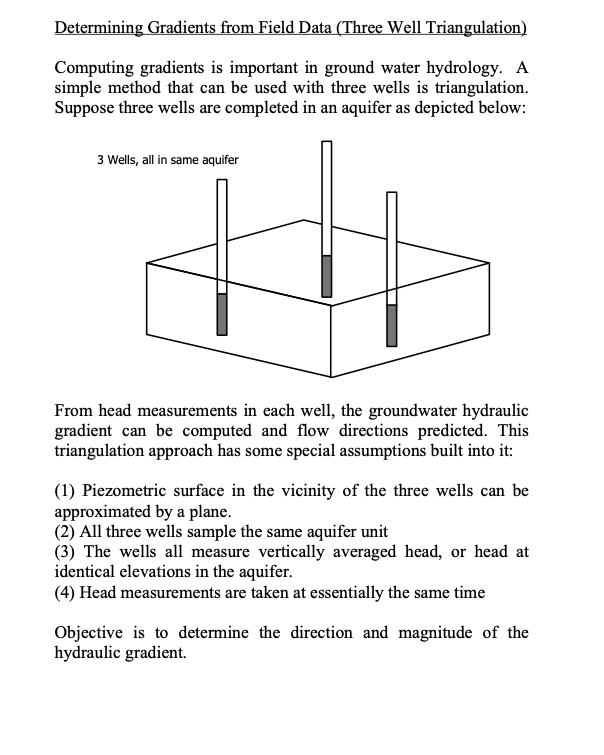 Determining Gradients from Field Data (Three Well Triangulation)
Computing gradients is important in ground water hydrology. A
simple method that can be used with three wells is triangulation.
Suppose three wells are completed in an aquifer as depicted below:
3 Wells, all in same aquifer
From head measurements in each well, the groundwater hydraulic
gradient can be computed and flow directions predicted. This
triangulation approach has some special assumptions built into it:
(1) Piezometric surface in the vicinity of the three wells can be
approximated by a plane.
(2) All three wells sample the same aquifer unit
(3) The wells all measure vertically averaged head, or head at
identical elevations in the aquifer.
(4) Head measurements are taken at essentially the same time
Objective is to determine the direction and magnitude of the
hydraulic gradient.